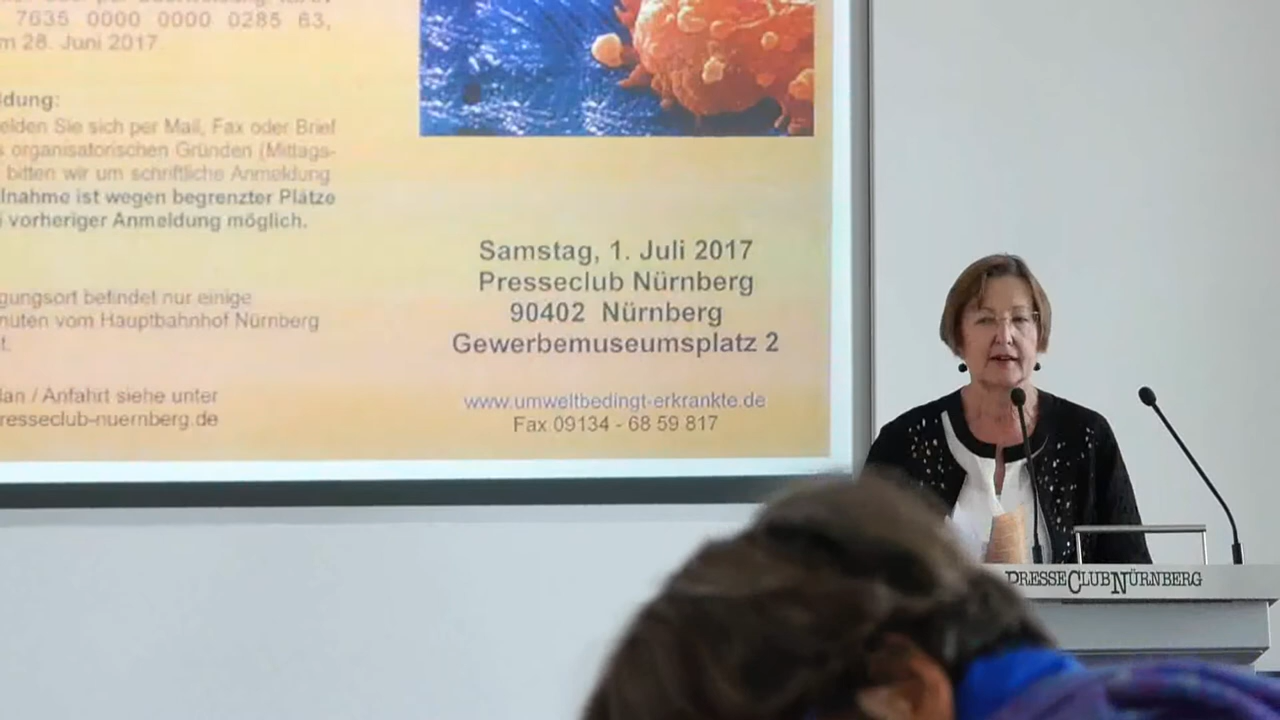 7635 0000 0000 0285 63,
m 28. Juni 2017
ldung:
elden Sie sich per Mail, Fax oder Brief
s organisatorischen Gründen (Mittags-
bitten wir um schriftliche Anmeldung
lnahme ist wegen begrenzter Plätze
i vorheriger Anmeldung möglich.
gungsort befindet nur einige
nuten vom Hauptbahnhof Nürnberg
t.
lan / Anfahrt siehe unter
resseclub-nuernberg.de
Samstag, 1. Juli 2017
Presseclub Nürnberg
90402 Nürnberg
Gewerbemuseumsplatz 2
www.umweltbedingt-erkrankte.de
Fax 09134 - 68 59 817
PRESSECLUBNÜRNBERG